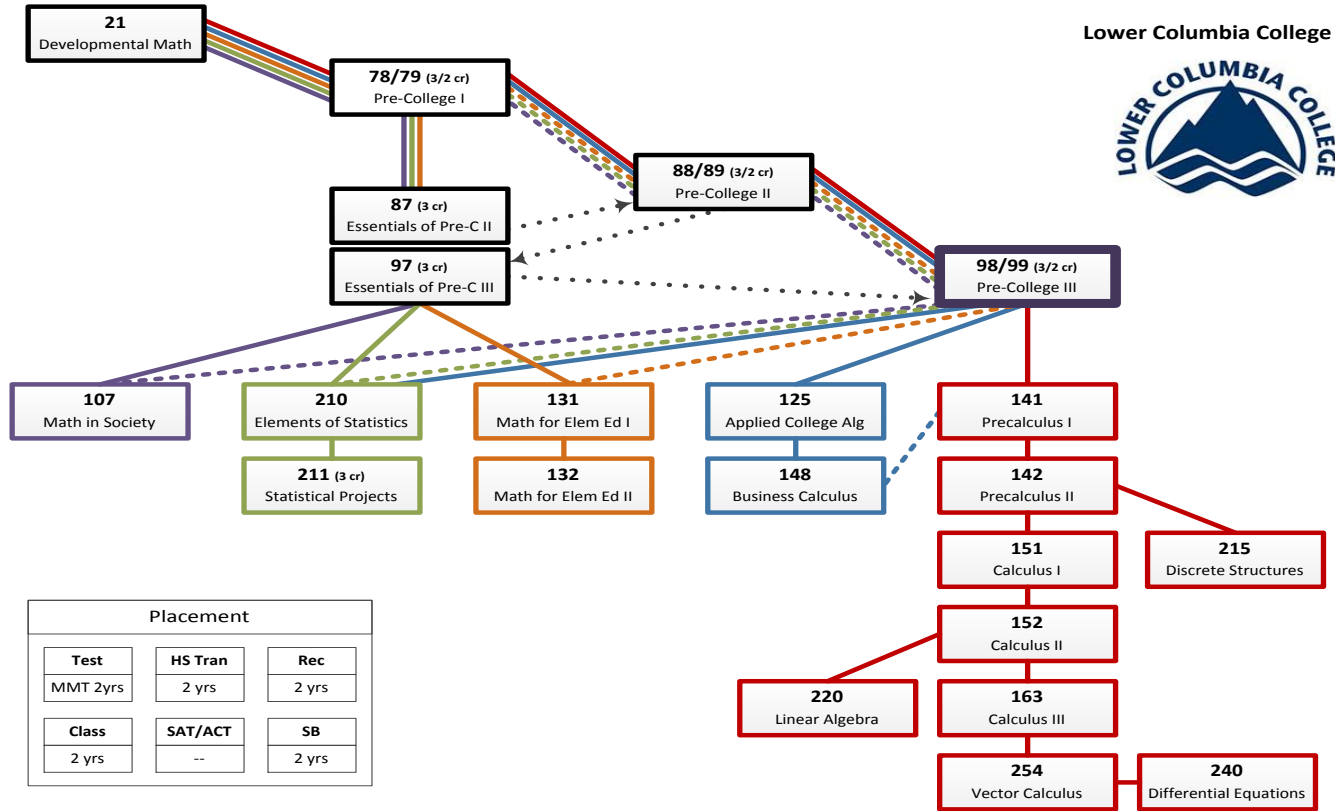 21
Developmental Math
Lower Columbia College
LOWER COLUMBIA COLLEGE
78/79 (3/2 cr)
Pre-College I
88/89 (3/2 cr)
Pre-College II
87 (3 cr)
Essentials of Pre-C II
97 (3 cr)
Essentials of Pre-C III
98/99 (3/2 cr)
Pre-College III
107
Math in Society
210
Elements of Statistics
131
Math for Elem Ed I
125
Applied College Alg
141
Precalculus I
211 (3 cr)
Statistical Projects
132
Math for Elem Ed II
148
Business Calculus
142
Precalculus II
151
Calculus I
215
Discrete Structures
152
Calculus II
220
Linear Algebra
163
Calculus III
254
Vector Calculus
240
Differential Equations
Placement
Test
MMT 2yrs
HS Tran
2 yrs
Rec
2 yrs
Class
2 yrs
SAT/ACT
--
SB
2 yrs